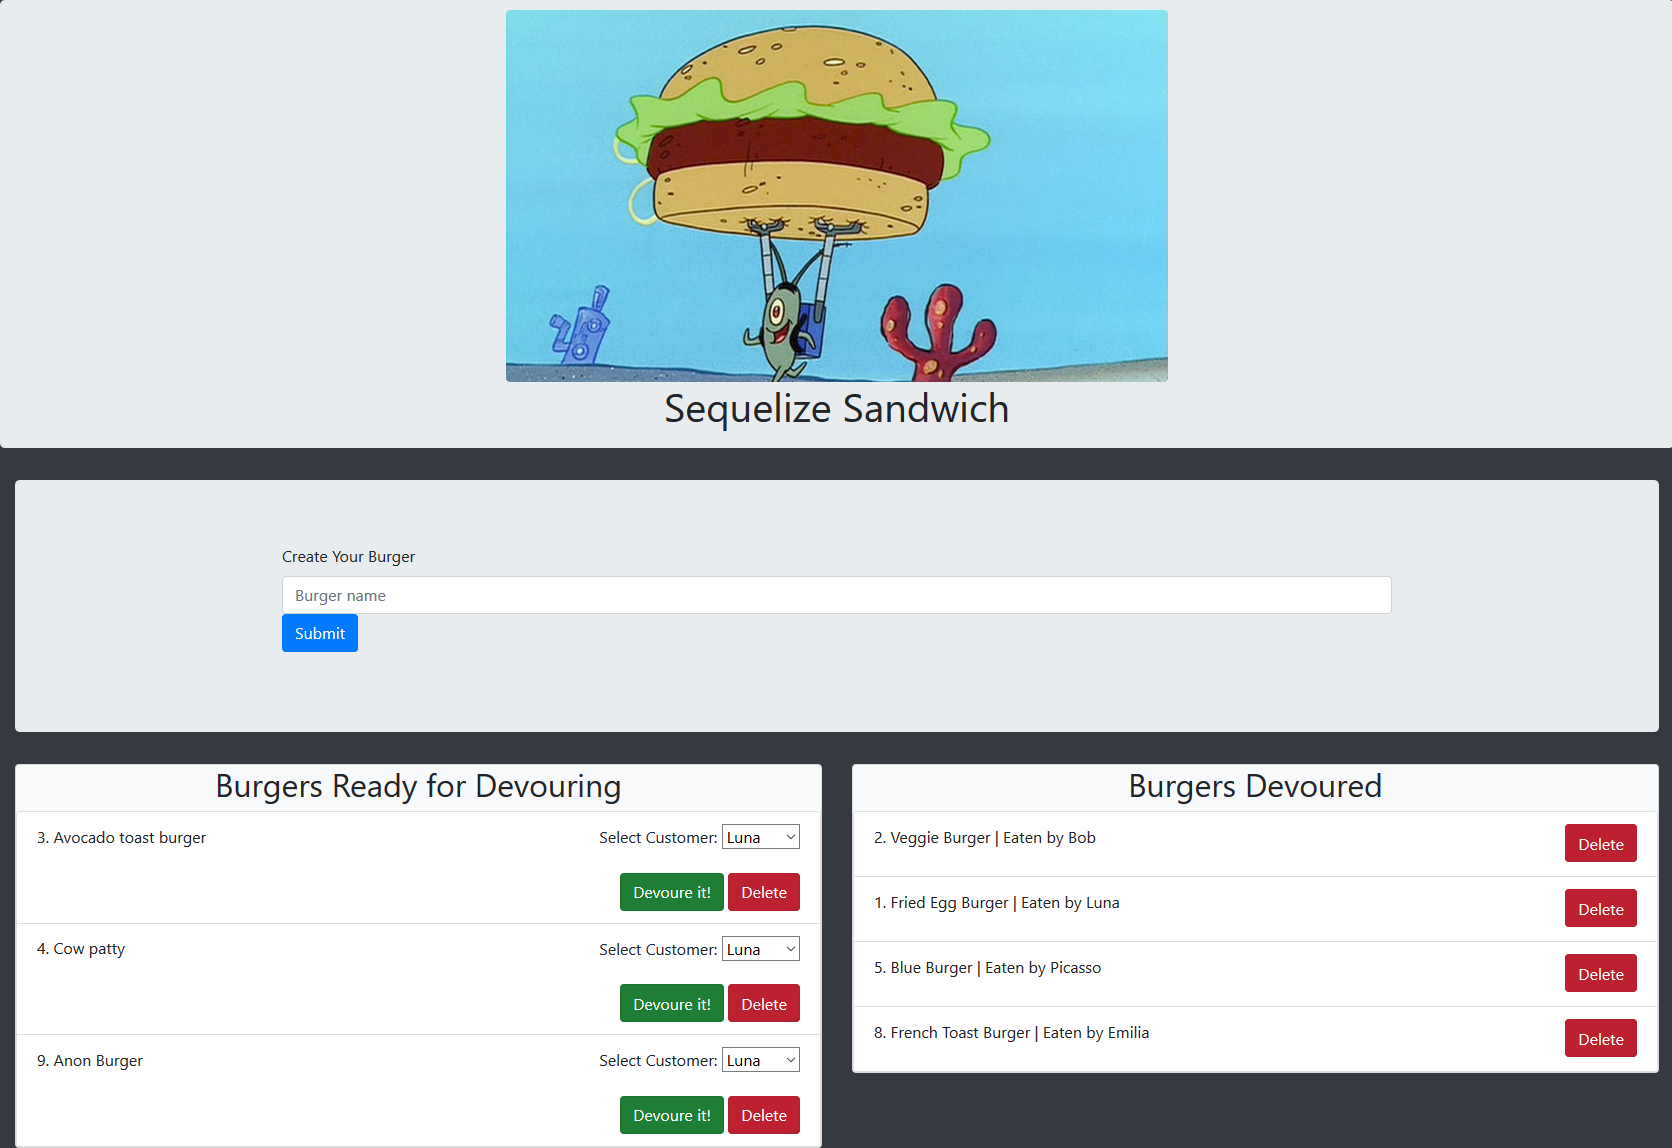 Sequelize Sandwich
Create Your Burger
Burger name
Submit
Burgers Ready for Devouring
3. Avocado toast burger
Select Customer: Luna
Devoure it! Delete
4. Cow patty
Select Customer: Luna
Devoure it! Delete
9. Anon Burger
Select Customer: Luna
Devoure it! Delete
Burgers Devoured
2. Veggie Burger | Eaten by Bob
Delete
1. Fried Egg Burger | Eaten by Luna
Delete
5. Blue Burger | Eaten by Picasso
Delete
8. French Toast Burger | Eaten by Emilia
Delete